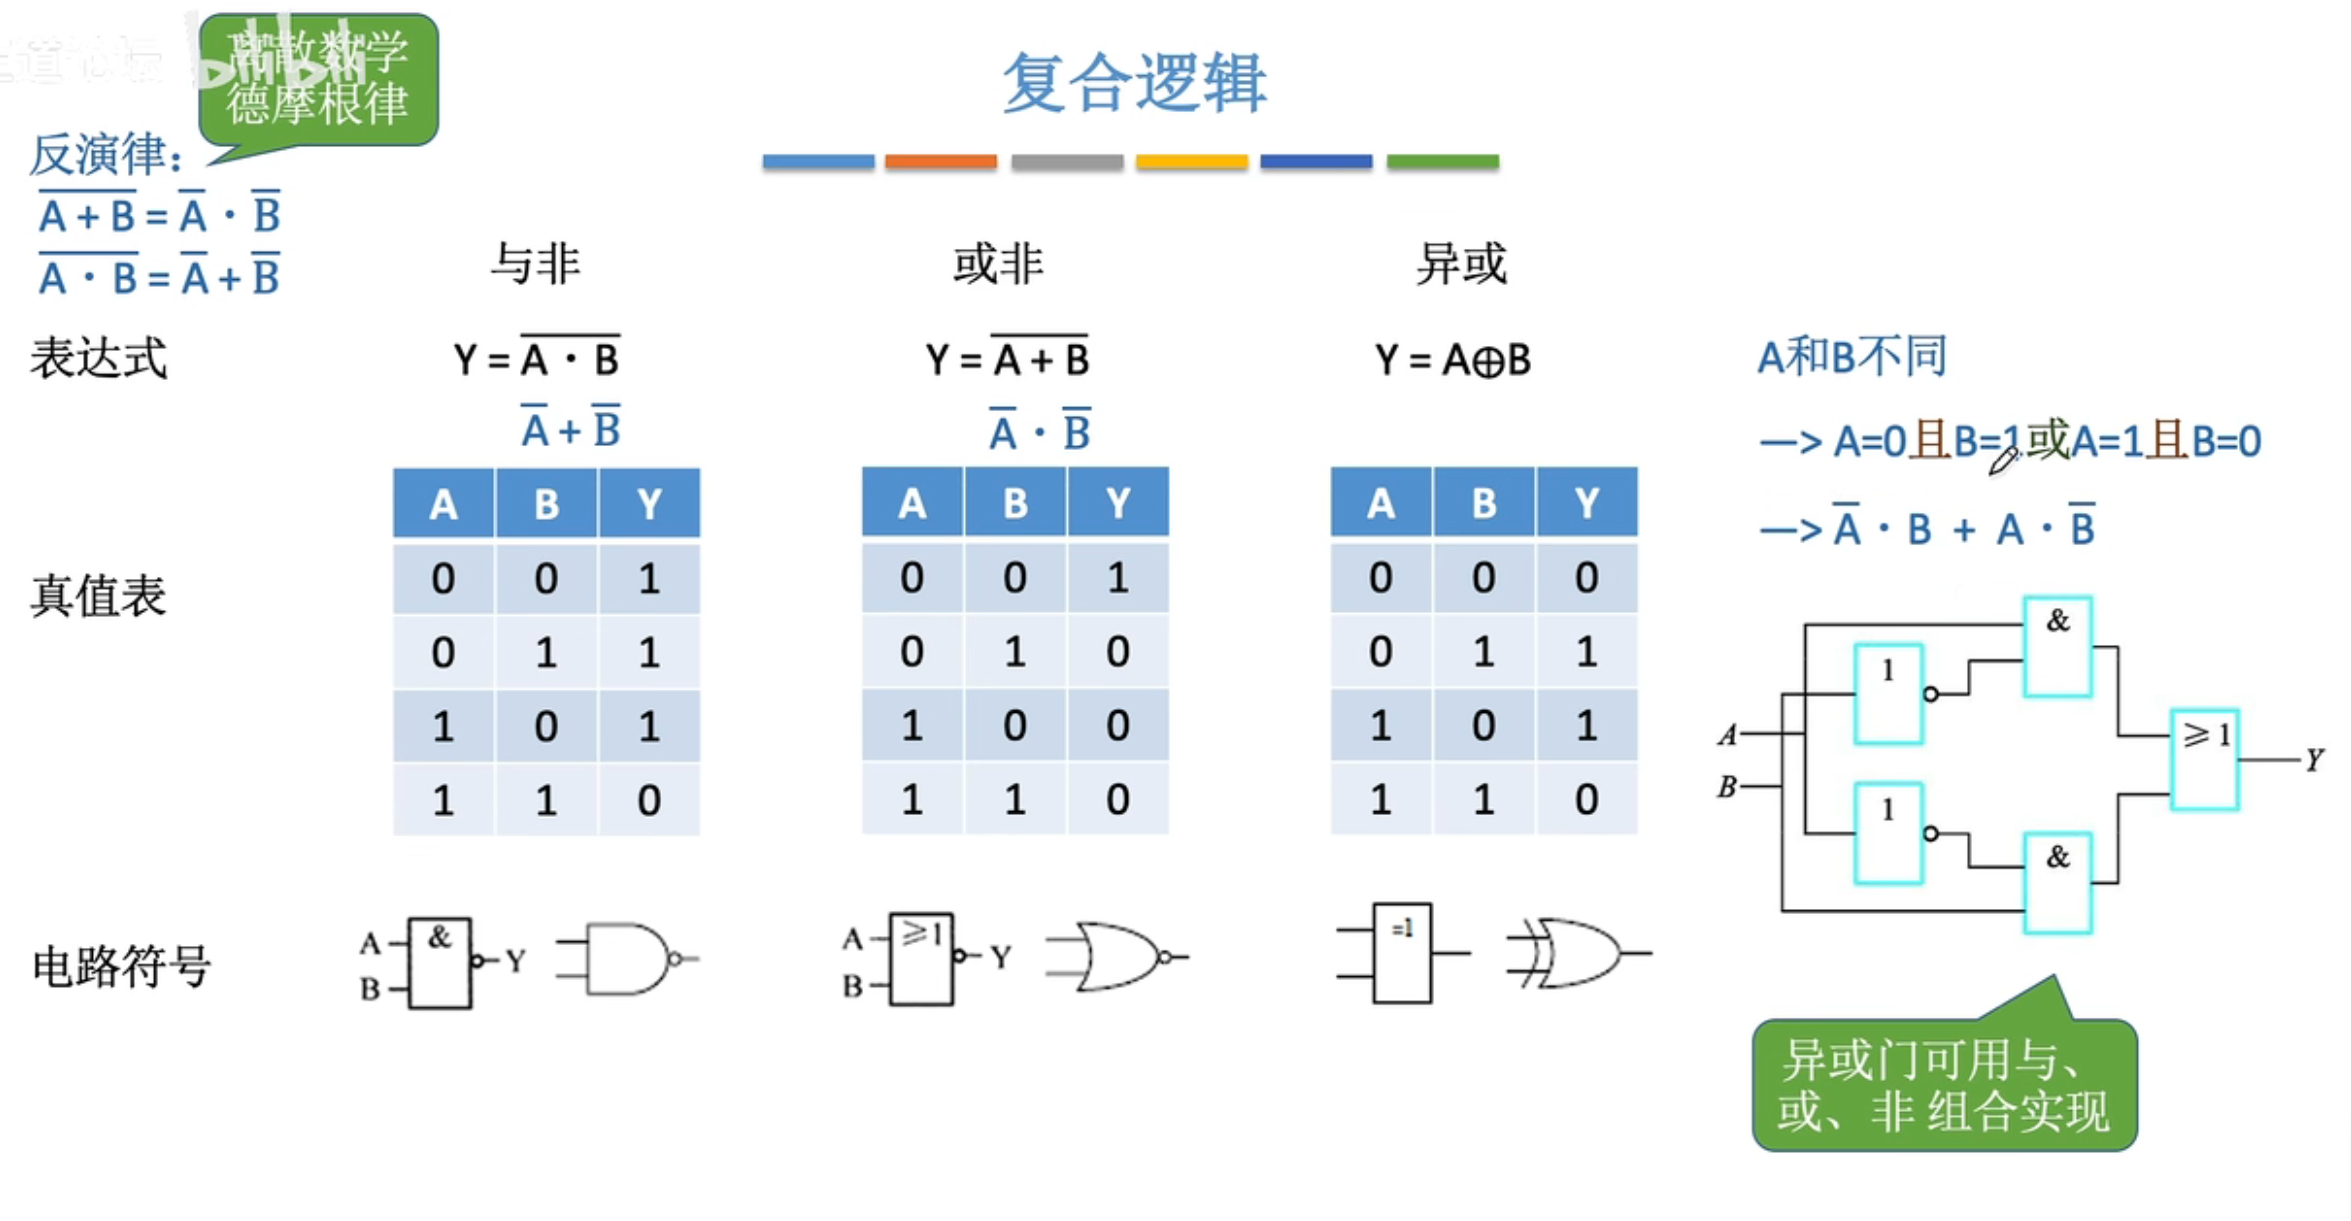 离散数学
德摩根律
复合逻辑
反演律：
$\overline{A + B} = \overline{A} \cdot \overline{B}$
$\overline{A \cdot B} = \overline{A} + \overline{B}$
与非 或非 异或
表达式 $Y = \overline{A \cdot B}$ $Y = \overline{A + B}$ Y = A⊕B A和B不同
$\overline{A} + \overline{B}$ $\overline{A} \cdot \overline{B}$ —> A=0且B=1或A=1且B=0
—> $\overline{A} \cdot B + A \cdot \overline{B}$
真值表
A B Y
0 0 1
0 1 1
1 0 1
1 1 0
A B Y
0 0 1
0 1 0
1 0 0
1 1 0
A B Y
0 0 0
0 1 1
1 0 1
1 1 0
&
1
A
≥1
Y
B
1
&
电路符号
A & Y
B
A ≥1 Y
B
=1
异或门可用与、
或、非 组合实现